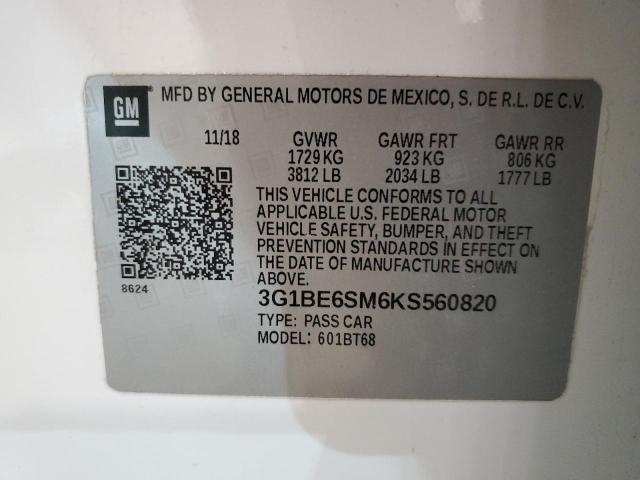 GM
MFD BY GENERAL MOTORS DE MEXICO, S. DE R.L. DE C.V.
11/18 GVWR GAWR FRT GAWR RR
1729 KG 923 KG 806 KG
3812 LB 2034 LB 1777 LB
THIS VEHICLE CONFORMS TO ALL
APPLICABLE U.S. FEDERAL MOTOR
VEHICLE SAFETY, BUMPER, AND THEFT
PREVENTION STANDARDS IN EFFECT ON
THE DATE OF MANUFACTURE SHOWN
ABOVE.
8624
3G1BE6SM6KS560820
TYPE: PASS CAR
MODEL: 601BT68